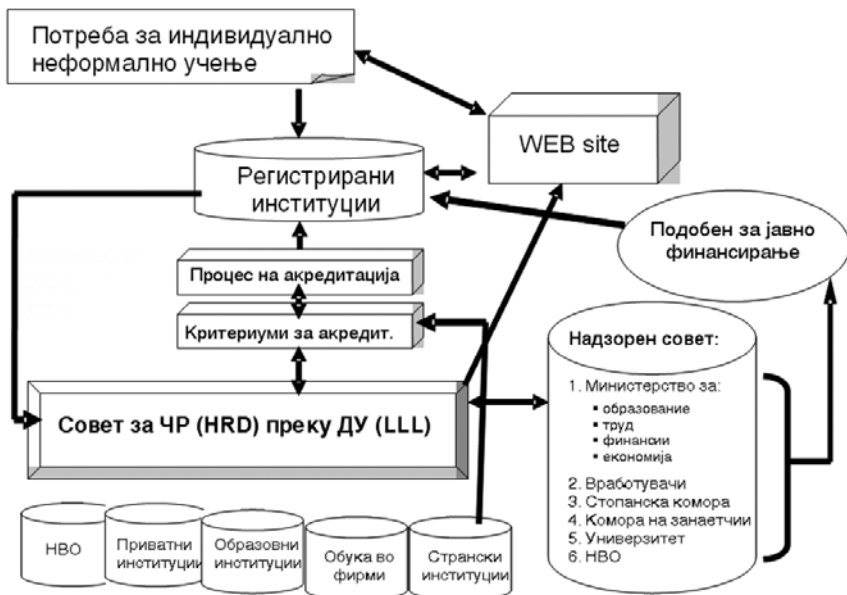 Потреба за индивидуално
неформално учење
WEB site
Регистрирани
институции
Подобен за јавно
финансирање
Процес на акредитација
Критериуми за акредит.
Совет за ЧР (HRD) преку ДУ (LLL)
Надзорен совет:
1. Министерство за:
▪ образование
▪ труд
▪ финансии
▪ економија
2. Вработувачи
3. Стопанска комора
4. Комора на занаетчии
5. Универзитет
6. НВО
НВО
Приватни
институции
Образовни
институции
Обука во
фирми
Странски
институции